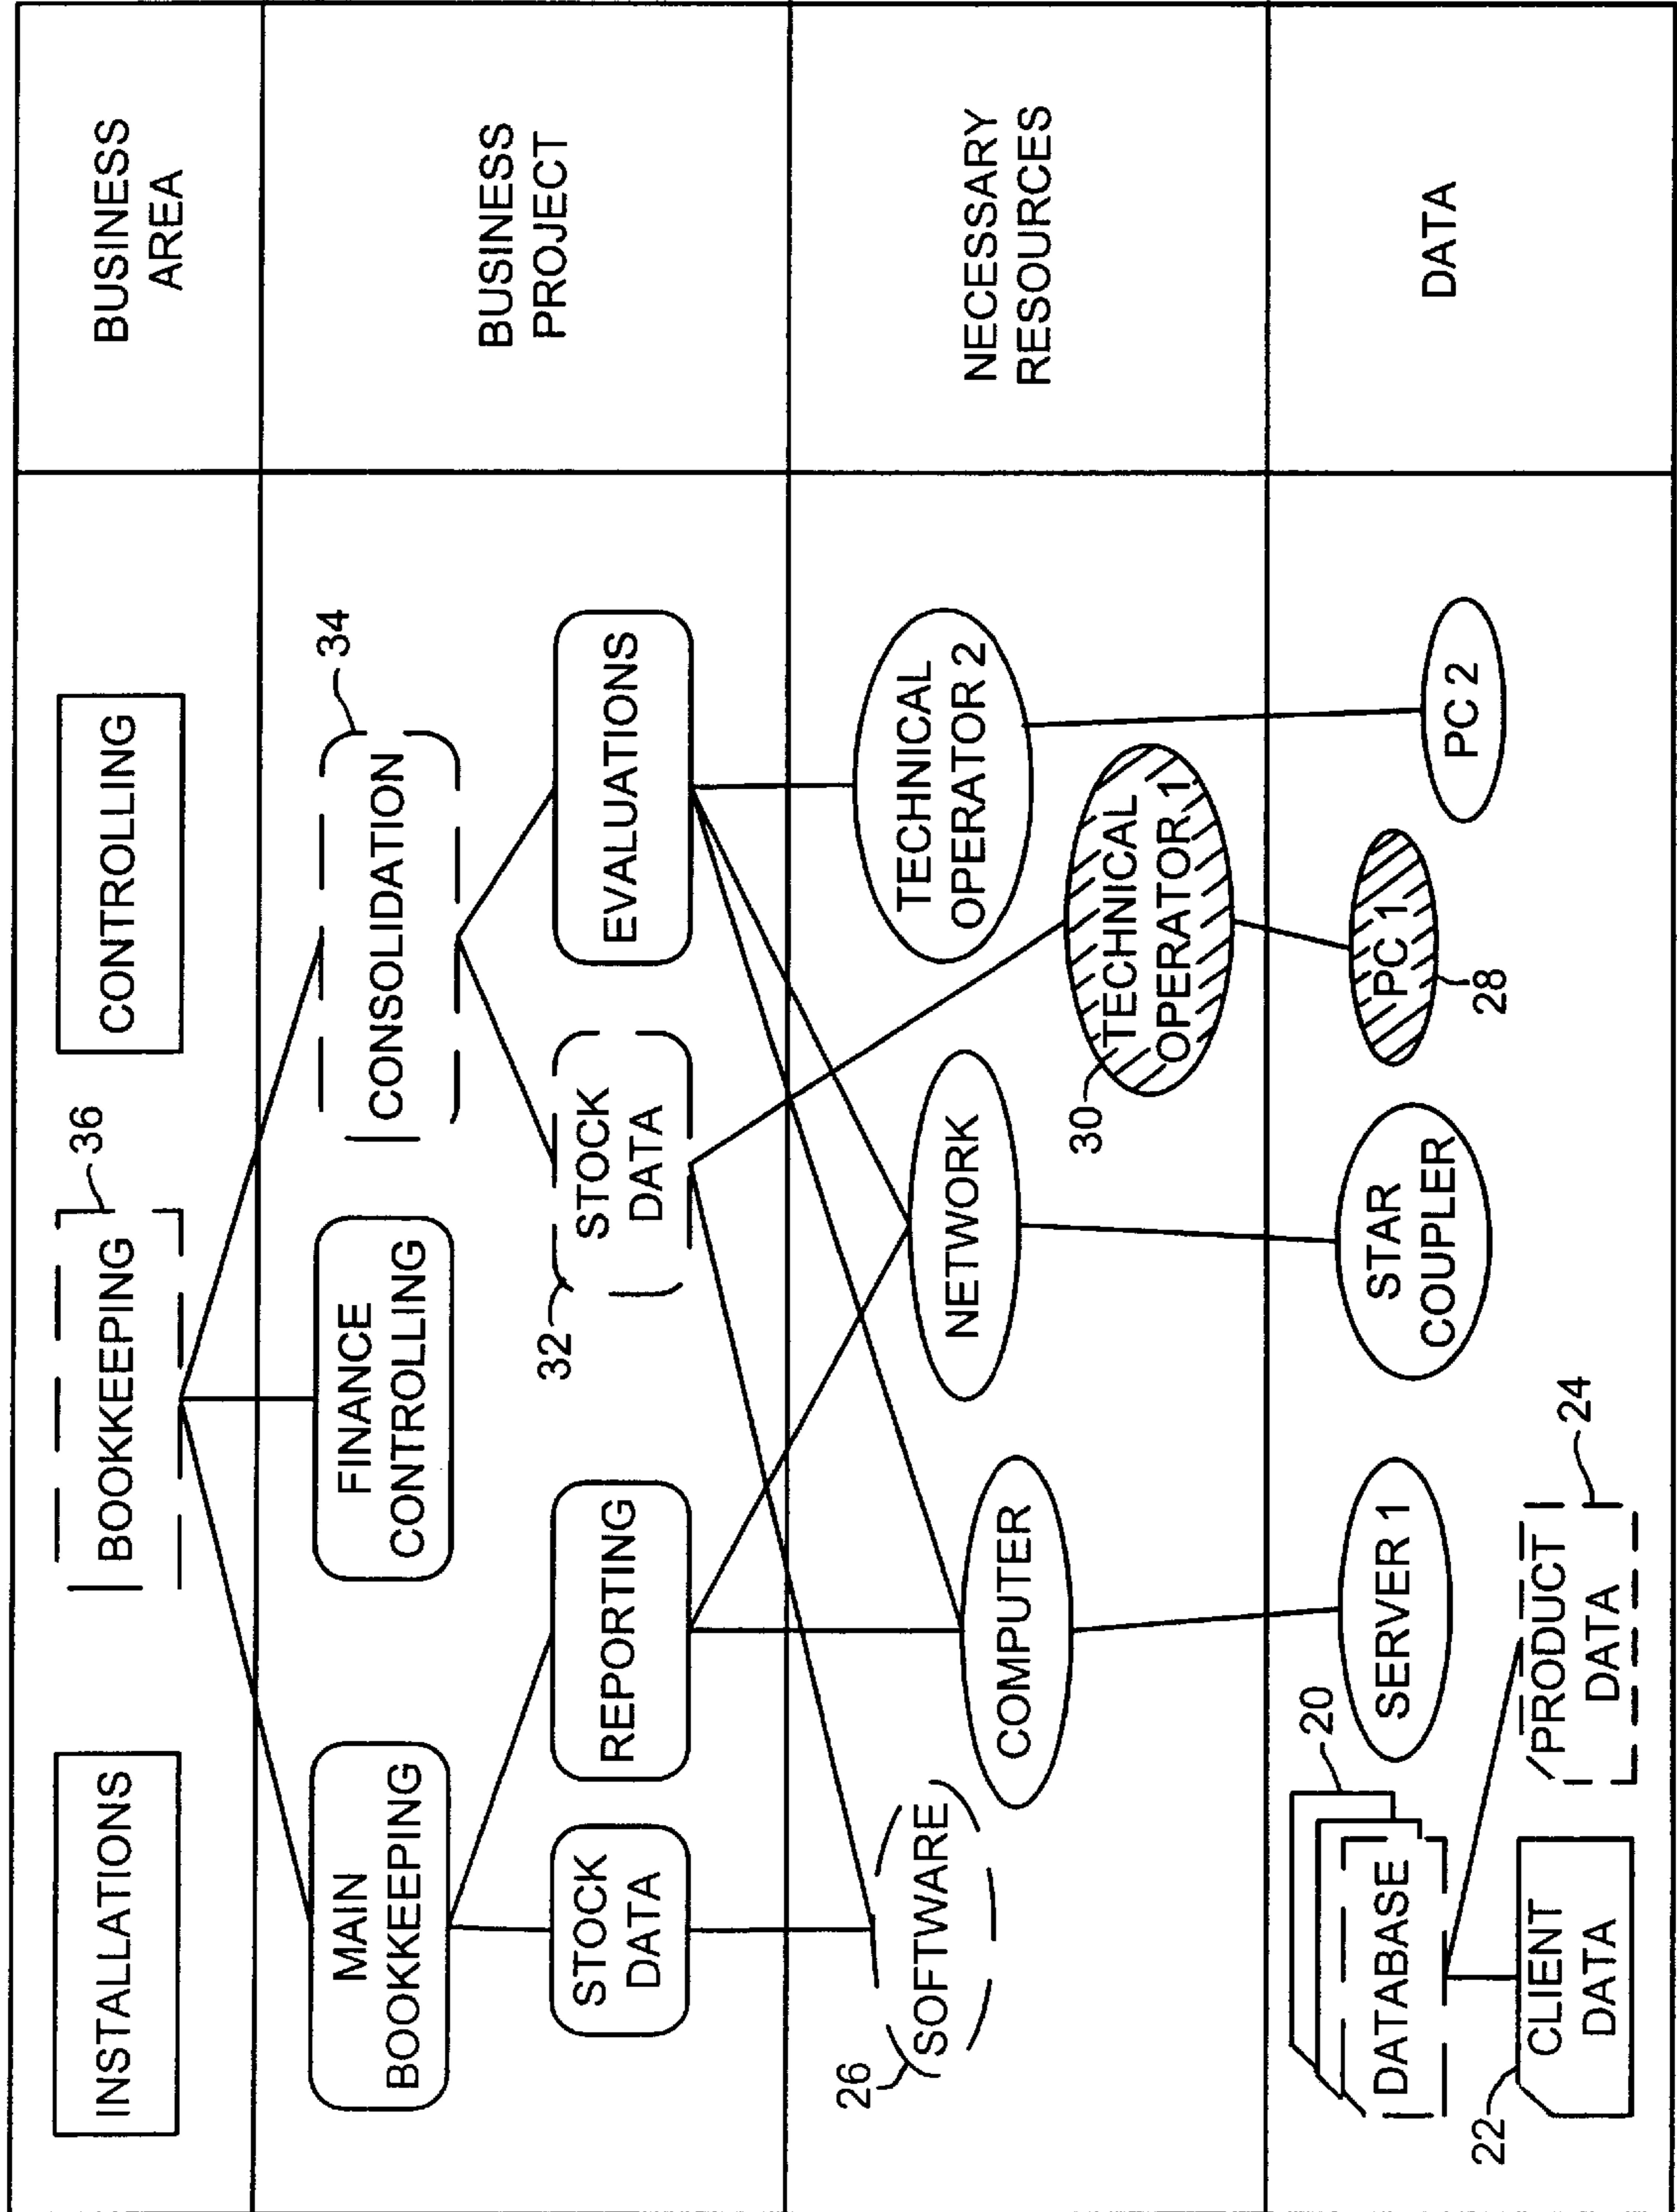 INSTALLATIONS
BOOKKEEPING
36
CONTROLLING
BUSINESS
AREA
MAIN
BOOKKEEPING
FINANCE
CONTROLLING
CONSOLIDATION
34
STOCK
DATA
REPORTING
32
STOCK
DATA
EVALUATIONS
BUSINESS
PROJECT
26
SOFTWARE
COMPUTER
NETWORK
30
TECHNICAL
OPERATOR 1
TECHNICAL
OPERATOR 2
NECESSARY
RESOURCES
DATABASE
20
22
CLIENT
DATA
PRODUCT
DATA
24
SERVER 1
STAR
COUPLER
PC 1
28
PC 2
DATA